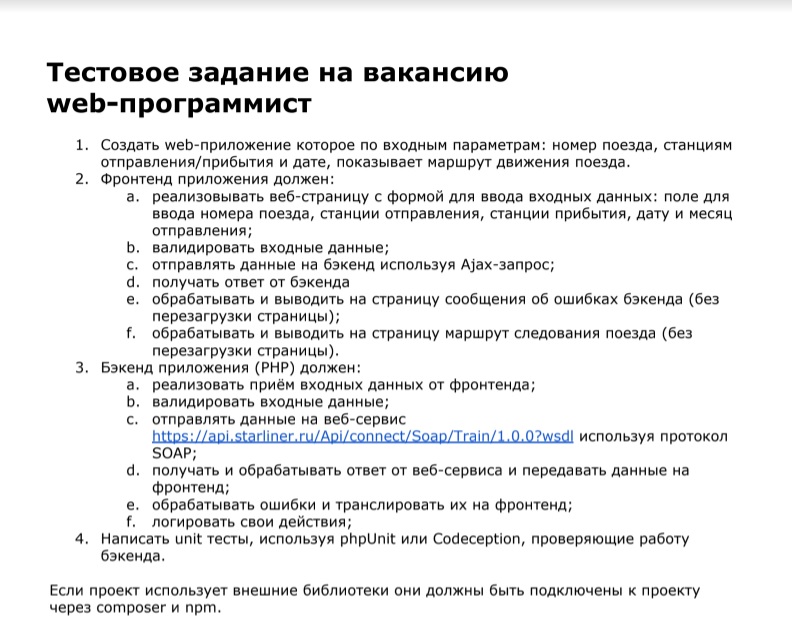 Тестовое задание на вакансию
web-программист
1. Создать web-приложение которое по входным параметрам: номер поезда, станциям
отправления/прибытия и дате, показывает маршрут движения поезда.
2. Фронтенд приложения должен:
a. реализовывать веб-страницу с формой для ввода входных данных: поле для
ввода номера поезда, станции отправления, станции прибытия, дату и месяц
отправления;
b. валидировать входные данные;
c. отправлять данные на бэкенд используя Ajax-запрос;
d. получать ответ от бэкенда
e. обрабатывать и выводить на страницу сообщения об ошибках бэкенда (без
перезагрузки страницы);
f. обрабатывать и выводить на страницу маршрут следования поезда (без
перезагрузки страницы).
3. Бэкенд приложения (PHP) должен:
a. реализовать приём входных данных от фронтенда;
b. валидировать входные данные;
c. отправлять данные на веб-сервис
https://api.starliner.ru/Api/connect/Soap/Train/1.0.0?wsdl используя протокол
SOAP;
d. получать и обрабатывать ответ от веб-сервиса и передавать данные на
фронтенд;
e. обрабатывать ошибки и транслировать их на фронтенд;
f. логировать свои действия;
4. Написать unit тесты, используя phpUnit или Codeception, проверяющие работу
бэкенда.
Если проект использует внешние библиотеки они должны быть подключены к проекту
через composer и npm.